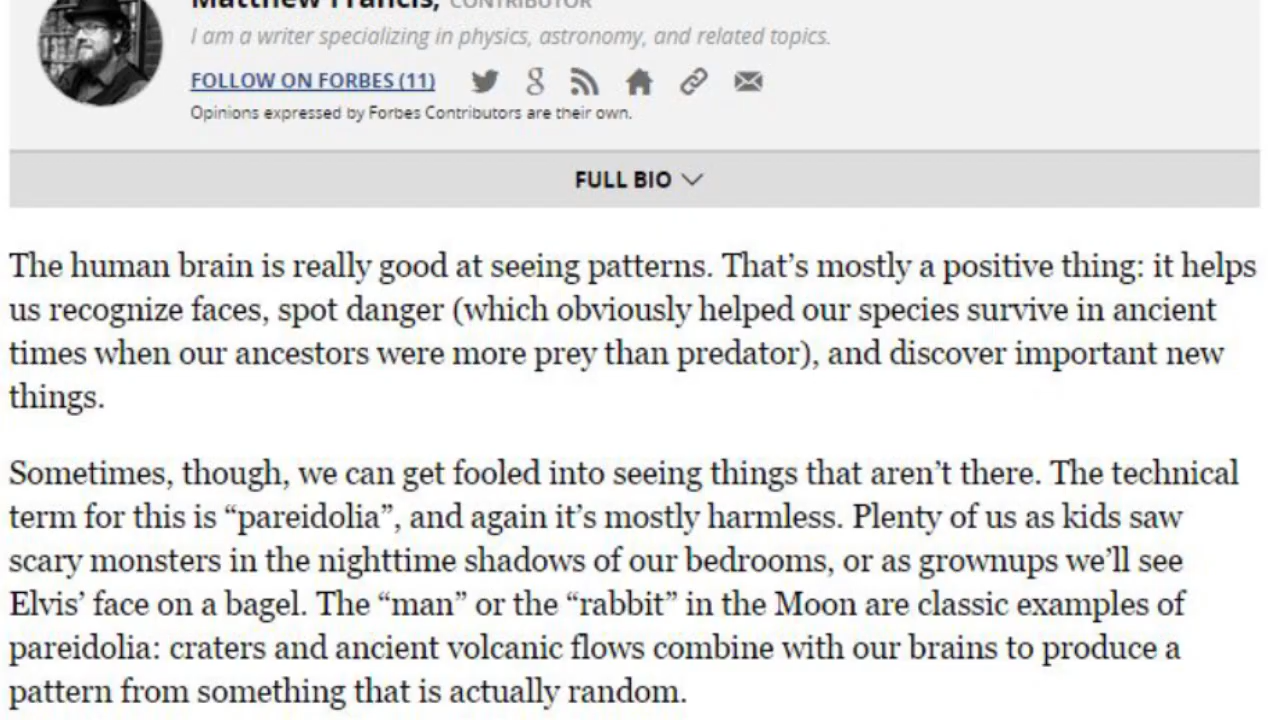 Matthew Francis, CONTRIBUTOR
I am a writer specializing in physics, astronomy, and related topics.
FOLLOW ON FORBES (11)
Opinions expressed by Forbes Contributors are their own.
FULL BIO
The human brain is really good at seeing patterns. That’s mostly a positive thing: it helps
us recognize faces, spot danger (which obviously helped our species survive in ancient
times when our ancestors were more prey than predator), and discover important new
things.
Sometimes, though, we can get fooled into seeing things that aren’t there. The technical
term for this is “pareidolia”, and again it’s mostly harmless. Plenty of us as kids saw
scary monsters in the nighttime shadows of our bedrooms, or as grownups we’ll see
Elvis’ face on a bagel. The “man” or the “rabbit” in the Moon are classic examples of
pareidolia: craters and ancient volcanic flows combine with our brains to produce a
pattern from something that is actually random.